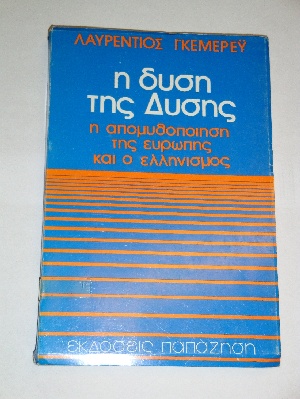 ΛΑΥΡΕΝΤΙΟΣ ΓΚΕΜΕΡΕΫ
η δυση
της Δυσης
η απομυθοποιηση
της ευρωπης
και ο ελληνισμος
εκδοσεις παπαζηση